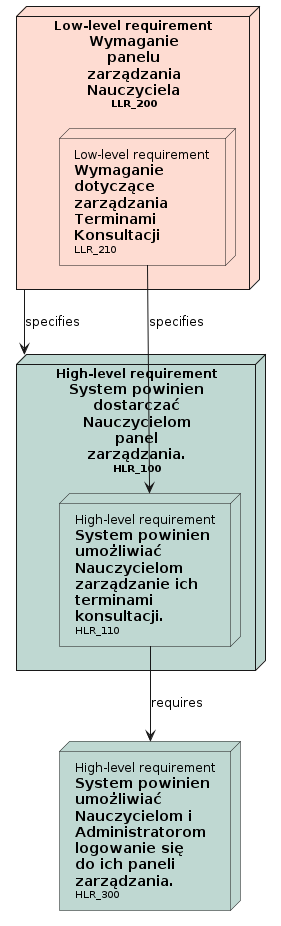 Low-level requirement
Wymaganie
panelu
zarządzania
Nauczyciela
LLR_200
Low-level requirement
Wymaganie
dotyczące
zarządzania
Terminami
Konsultacji
LLR_210
specifies
specifies
High-level requirement
System powinien
dostarczać
Nauczycielom
panel
zarządzania.
HLR_100
High-level requirement
System powinien
umożliwiać
Nauczycielom
zarządzanie ich
terminami
konsultacji.
HLR_110
requires
High-level requirement
System powinien
umożliwiać
Nauczycielom i
Administratorom
logowanie się
do ich paneli
zarządzania.
HLR_300